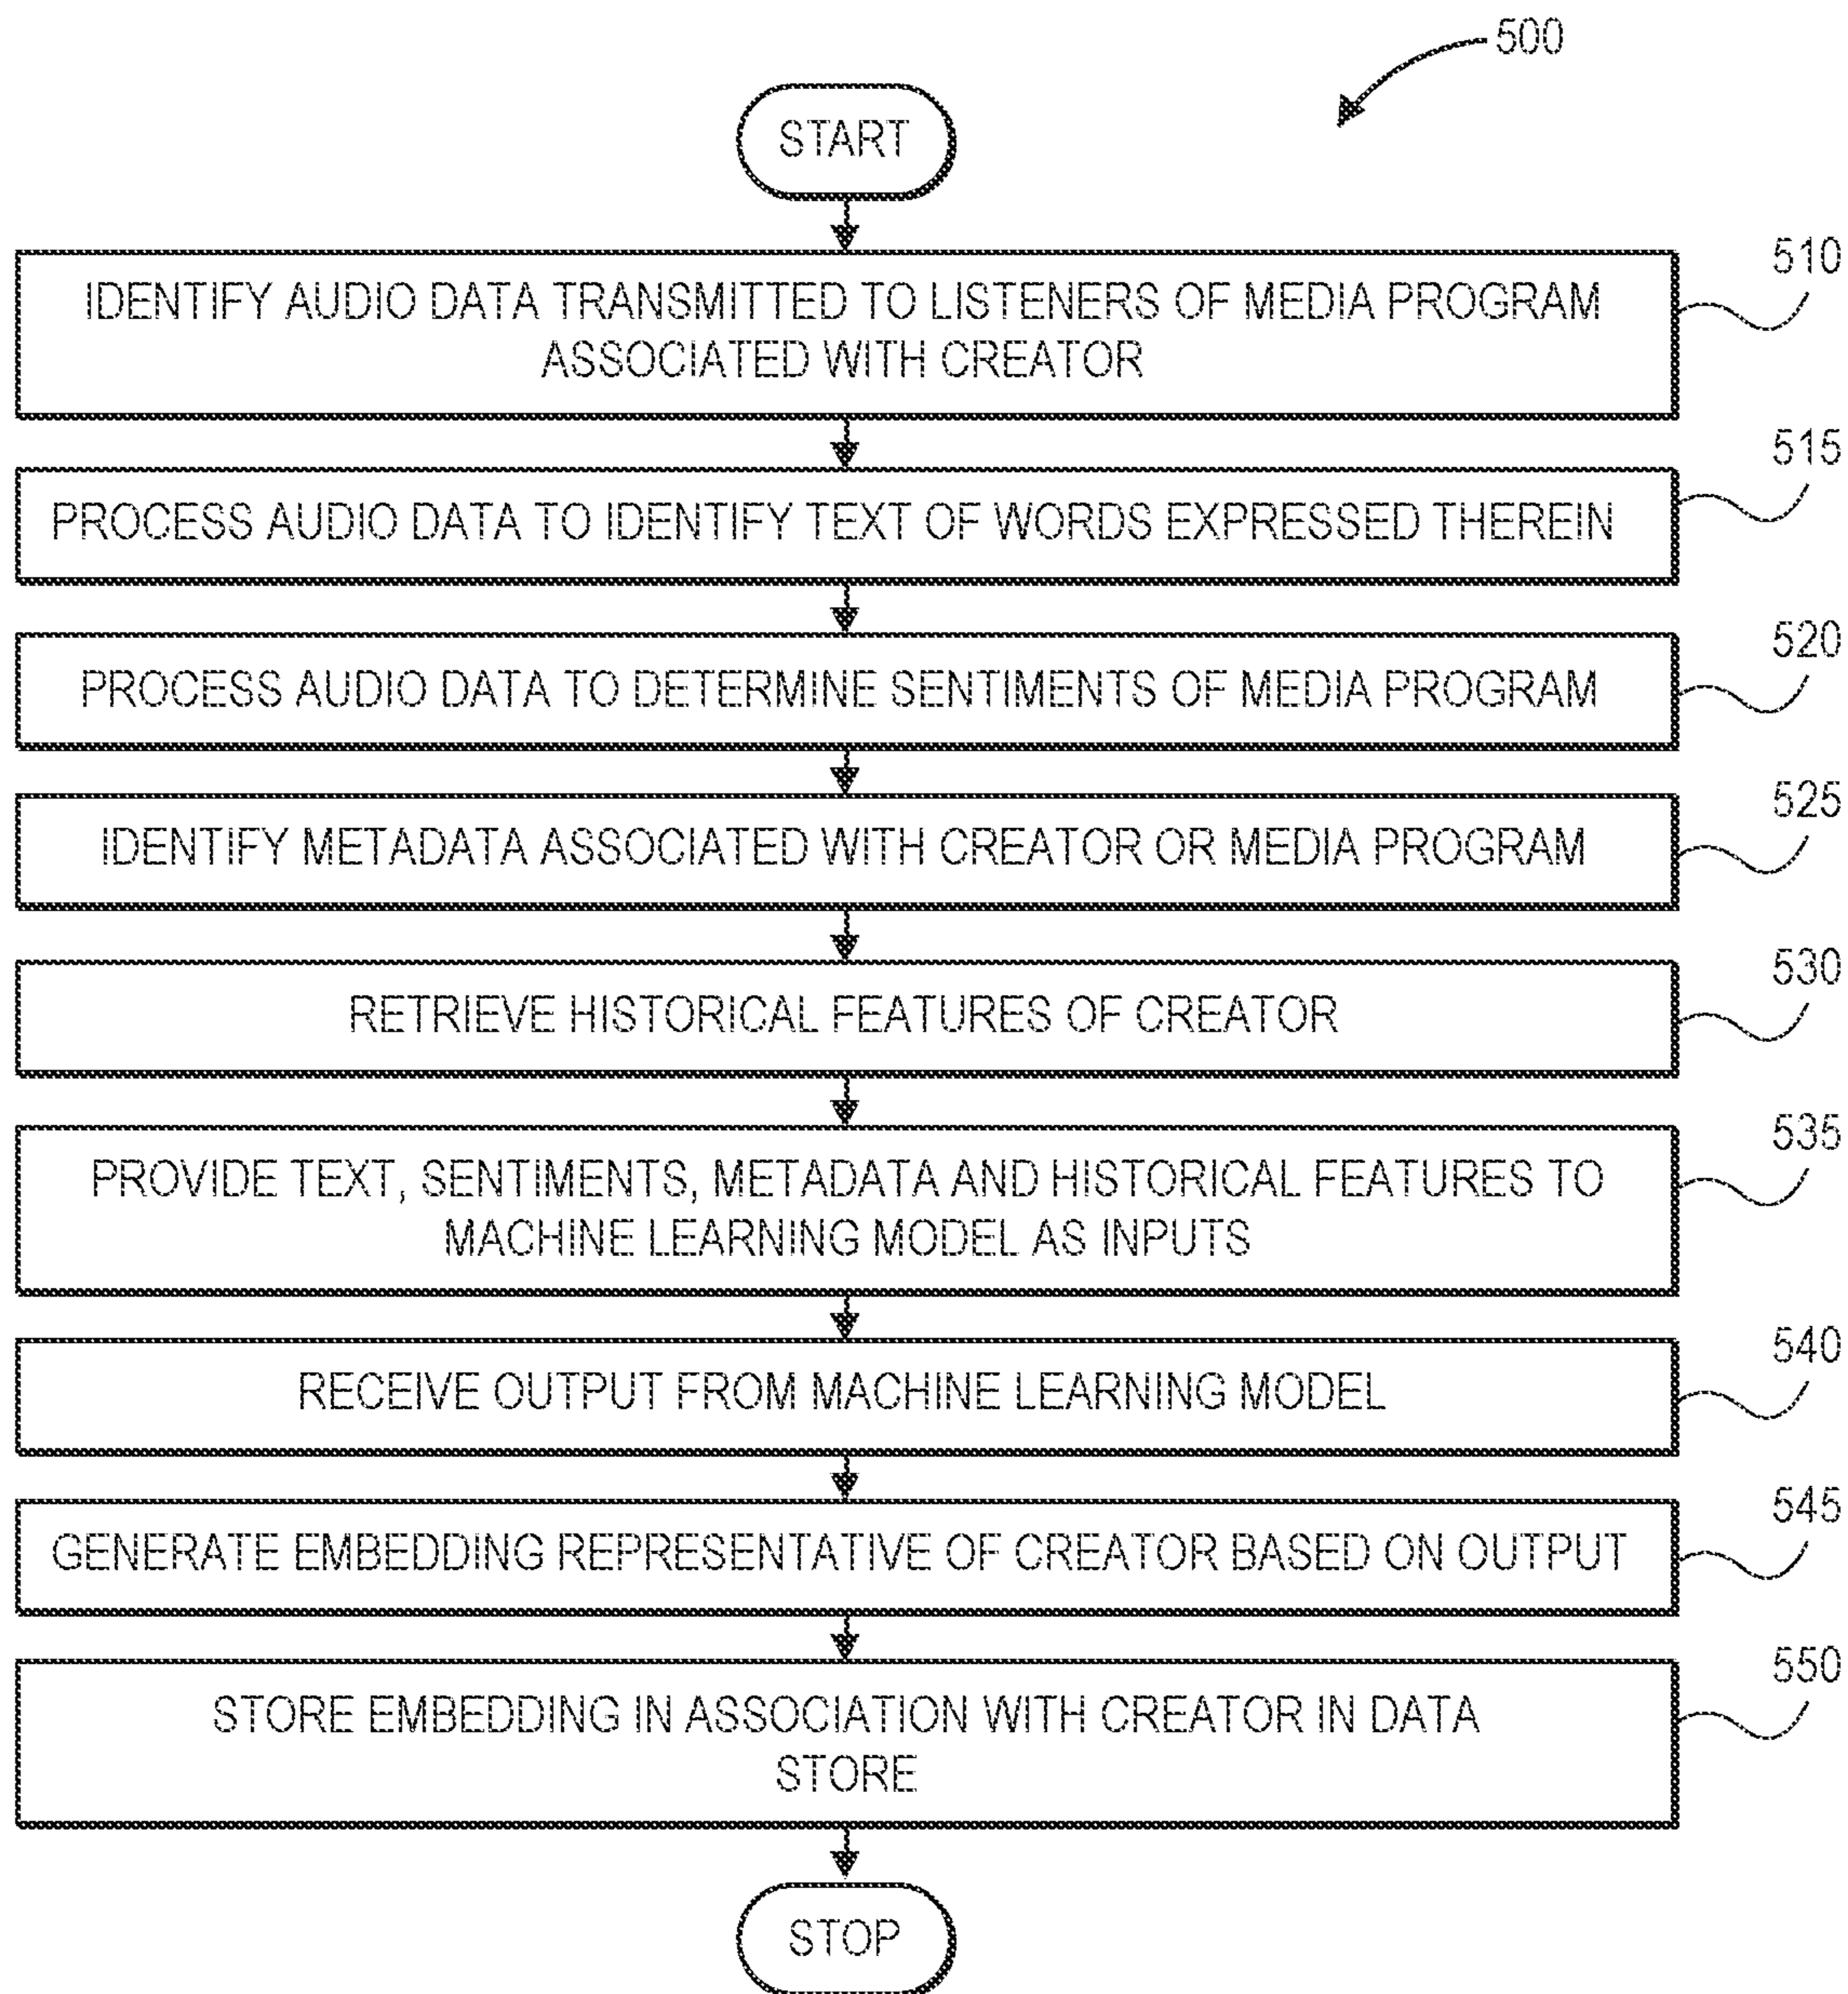 500
START
IDENTIFY AUDIO DATA TRANSMITTED TO LISTENERS OF MEDIA PROGRAM
ASSOCIATED WITH CREATOR
510
PROCESS AUDIO DATA TO IDENTIFY TEXT OF WORDS EXPRESSED THEREIN
515
PROCESS AUDIO DATA TO DETERMINE SENTIMENTS OF MEDIA PROGRAM
520
IDENTIFY METADATA ASSOCIATED WITH CREATOR OR MEDIA PROGRAM
525
RETRIEVE HISTORICAL FEATURES OF CREATOR
530
PROVIDE TEXT, SENTIMENTS, METADATA AND HISTORICAL FEATURES TO
MACHINE LEARNING MODEL AS INPUTS
535
RECEIVE OUTPUT FROM MACHINE LEARNING MODEL
540
GENERATE EMBEDDING REPRESENTATIVE OF CREATOR BASED ON OUTPUT
545
STORE EMBEDDING IN ASSOCIATION WITH CREATOR IN DATA
STORE
550
STOP